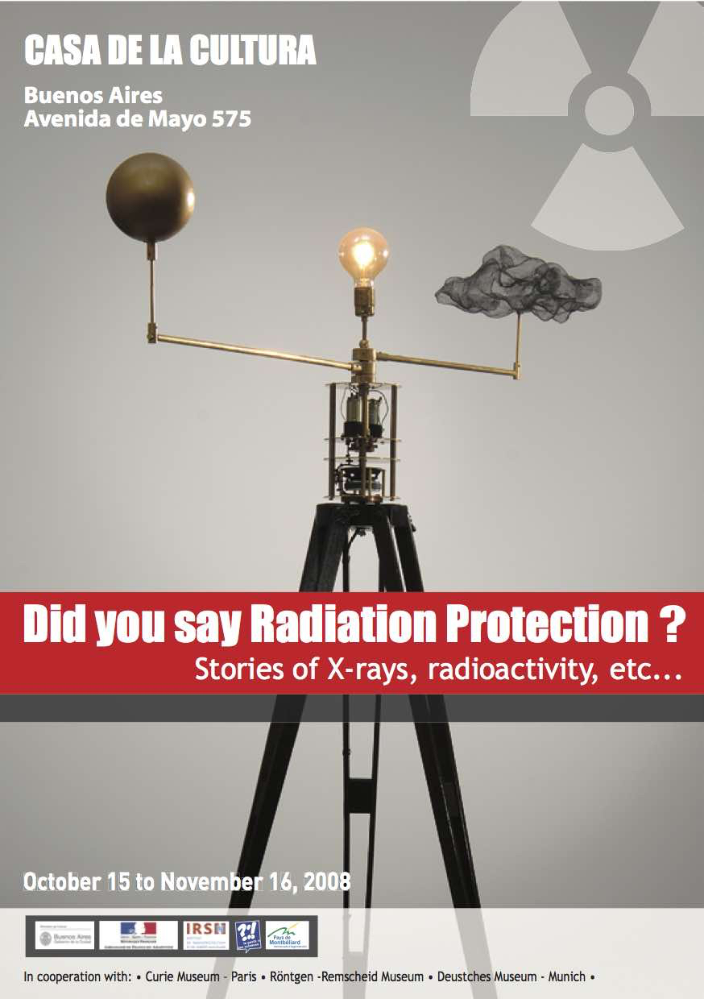 CASA DE LA CULTURA
Buenos Aires
Avenida de Mayo 575
Did you say Radiation Protection ?
Stories of X-rays, radioactivity, etc...
October 15 to November 16, 2008
Buenos Aires
IRSN
?!
Pays de
Montbéliard
In cooperation with: • Curie Museum - Paris • Röntgen -Remscheid Museum • Deustches Museum - Munich •